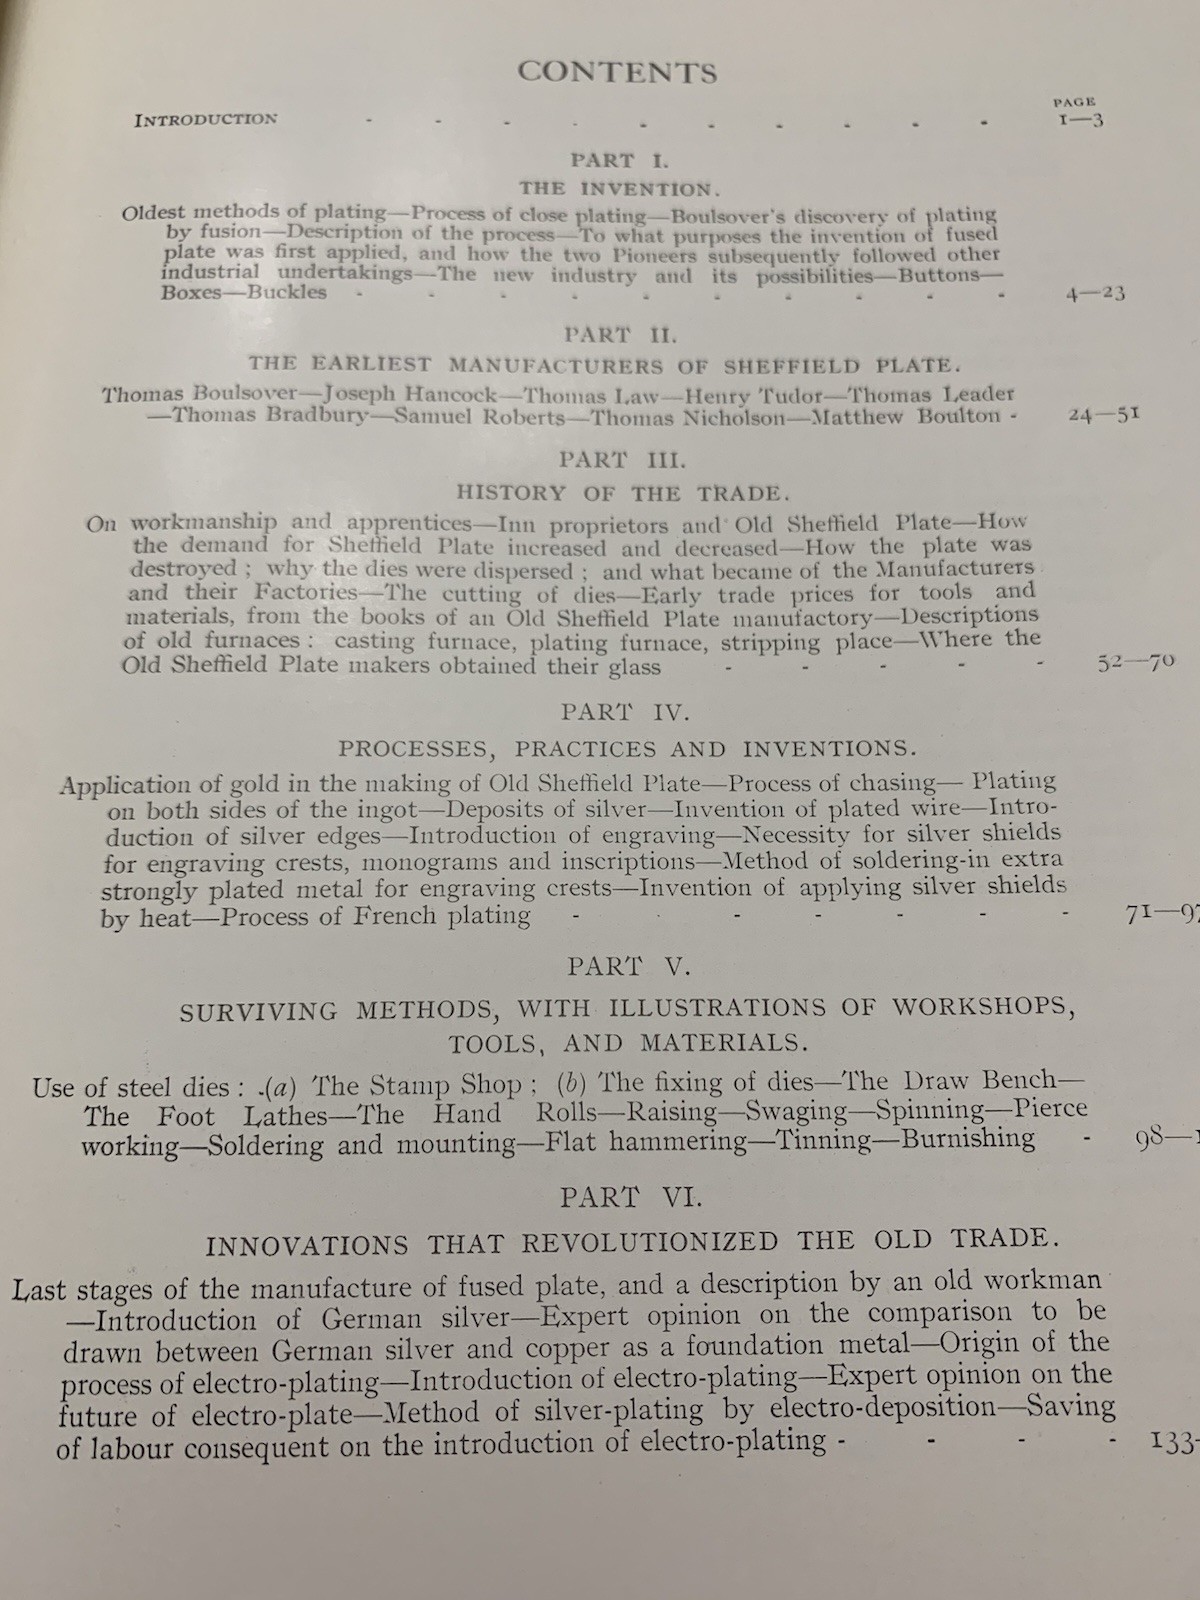 CONTENTS
PAGE
INTRODUCTION - - - - - - - - - - 1—3
PART I.
THE INVENTION.
Oldest methods of plating—Process of close plating—Boulsover's discovery of plating
by fusion—Description of the process—To what purposes the invention of fused
plate was first applied, and how the two Pioneers subsequently followed other
industrial undertakings—The new industry and its possibilities—Buttons—
Boxes—Buckles - - - - - - - - - - 4—23
PART II.
THE EARLIEST MANUFACTURERS OF SHEFFIELD PLATE.
Thomas Boulsover—Joseph Hancock—Thomas Law—Henry Tudor—Thomas Leader
—Thomas Bradbury—Samuel Roberts—Thomas Nicholson—Matthew Boulton - 24—51
PART III.
HISTORY OF THE TRADE.
On workmanship and apprentices—Inn proprietors and Old Sheffield Plate—How
the demand for Sheffield Plate increased and decreased—How the plate was
destroyed ; why the dies were dispersed ; and what became of the Manufacturers
and their Factories—The cutting of dies—Early trade prices for tools and
materials, from the books of an Old Sheffield Plate manufactory—Descriptions
of old furnaces : casting furnace, plating furnace, stripping place—Where the
Old Sheffield Plate makers obtained their glass - - - - - 52—70
PART IV.
PROCESSES, PRACTICES AND INVENTIONS.
Application of gold in the making of Old Sheffield Plate—Process of chasing— Plating
on both sides of the ingot—Deposits of silver—Invention of plated wire—Intro-
duction of silver edges—Introduction of engraving—Necessity for silver shields
for engraving crests, monograms and inscriptions—Method of soldering-in extra
strongly plated metal for engraving crests—Invention of applying silver shields
by heat—Process of French plating - - - - - - - 71—97
PART V.
SURVIVING METHODS, WITH ILLUSTRATIONS OF WORKSHOPS,
TOOLS, AND MATERIALS.
Use of steel dies : (a) The Stamp Shop ; (b) The fixing of dies—The Draw Bench—
The Foot Lathes—The Hand Rolls—Raising—Swaging—Spinning—Pierce
working—Soldering and mounting—Flat hammering—Tinning—Burnishing - 98—
PART VI.
INNOVATIONS THAT REVOLUTIONIZED THE OLD TRADE.
Last stages of the manufacture of fused plate, and a description by an old workman
—Introduction of German silver—Expert opinion on the comparison to be
drawn between German silver and copper as a foundation metal—Origin of the
process of electro-plating—Introduction of electro-plating—Expert opinion on the
future of electro-plate—Method of silver-plating by electro-deposition—Saving
of labour consequent on the introduction of electro-plating - - - - 133-